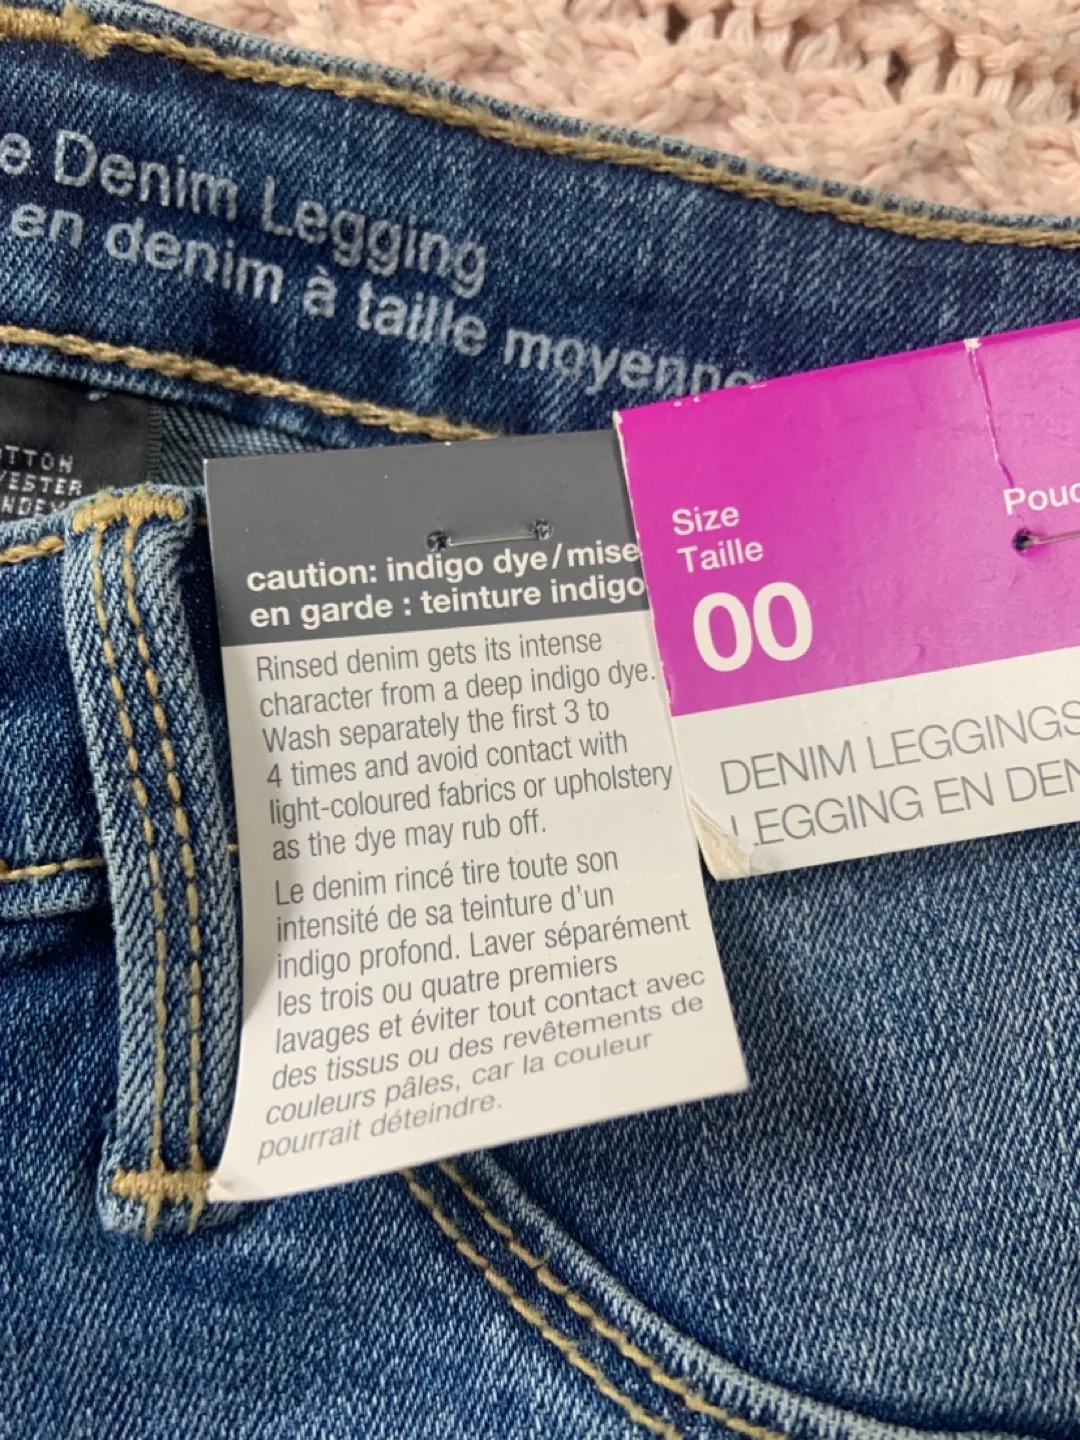 e Denim Legging
en denim à taille moyenne
Size
Taille
00
DENIM LEGGINGS
LEGGING EN DEN
caution: indigo dye/mise
en garde : teinture indigo
Rinsed denim gets its intense
character from a deep indigo dye.
Wash separately the first 3 to
4 times and avoid contact with
light-coloured fabrics or upholstery
as the dye may rub off.
Le denim rincé tire toute son
intensité de sa teinture d'un
indigo profond. Laver séparément
les trois ou quatre premiers
lavages et éviter tout contact avec
des tissus ou des revêtements de
couleurs pâles, car la couleur
pourrait déteindre.